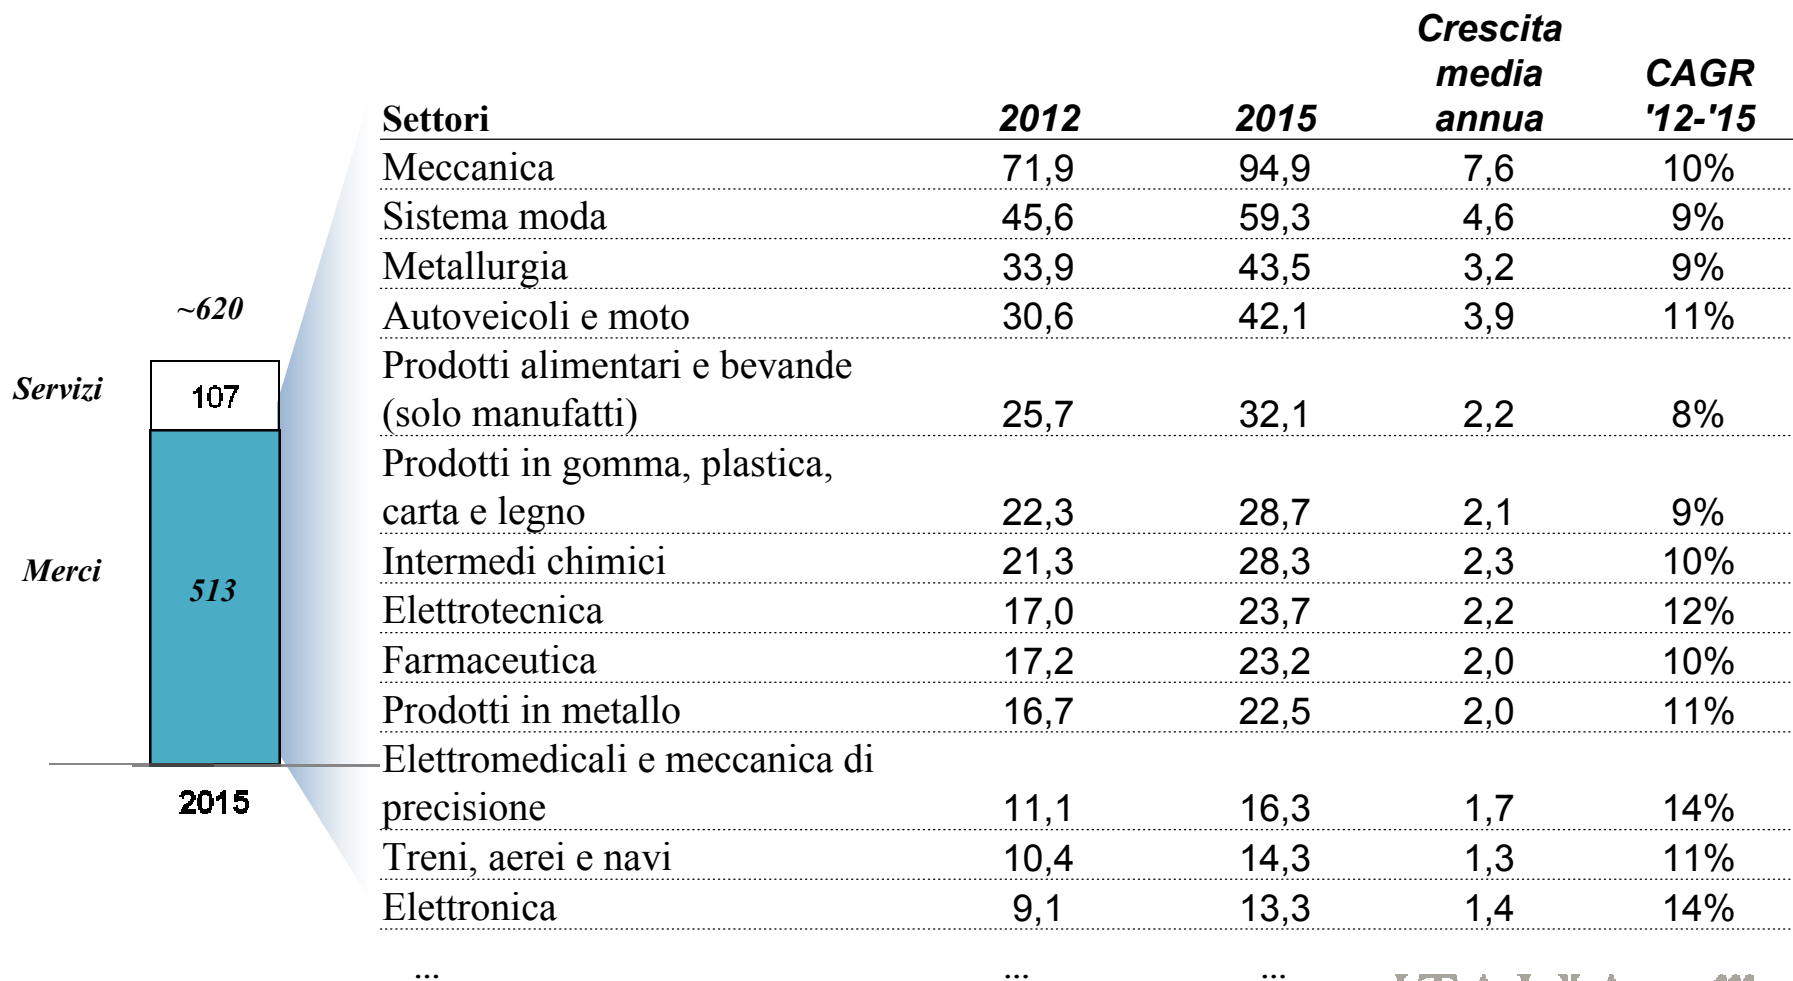 Crescita
media
annua
CAGR
'12-'15
Settori 2012 2015
Meccanica 71,9 94,9 7,6 10%
Sistema moda 45,6 59,3 4,6 9%
Metallurgia 33,9 43,5 3,2 9%
Autoveicoli e moto 30,6 42,1 3,9 11%
Prodotti alimentari e bevande
(solo manufatti) 25,7 32,1 2,2 8%
Prodotti in gomma, plastica,
carta e legno 22,3 28,7 2,1 9%
Intermedi chimici 21,3 28,3 2,3 10%
Elettrotecnica 17,0 23,7 2,2 12%
Farmaceutica 17,2 23,2 2,0 10%
Prodotti in metallo 16,7 22,5 2,0 11%
Elettromedicali e meccanica di
precisione 11,1 16,3 1,7 14%
Treni, aerei e navi 10,4 14,3 1,3 11%
Elettronica 9,1 13,3 1,4 14%
... ... ...
~620
Servizi 107
Merci 513
2015